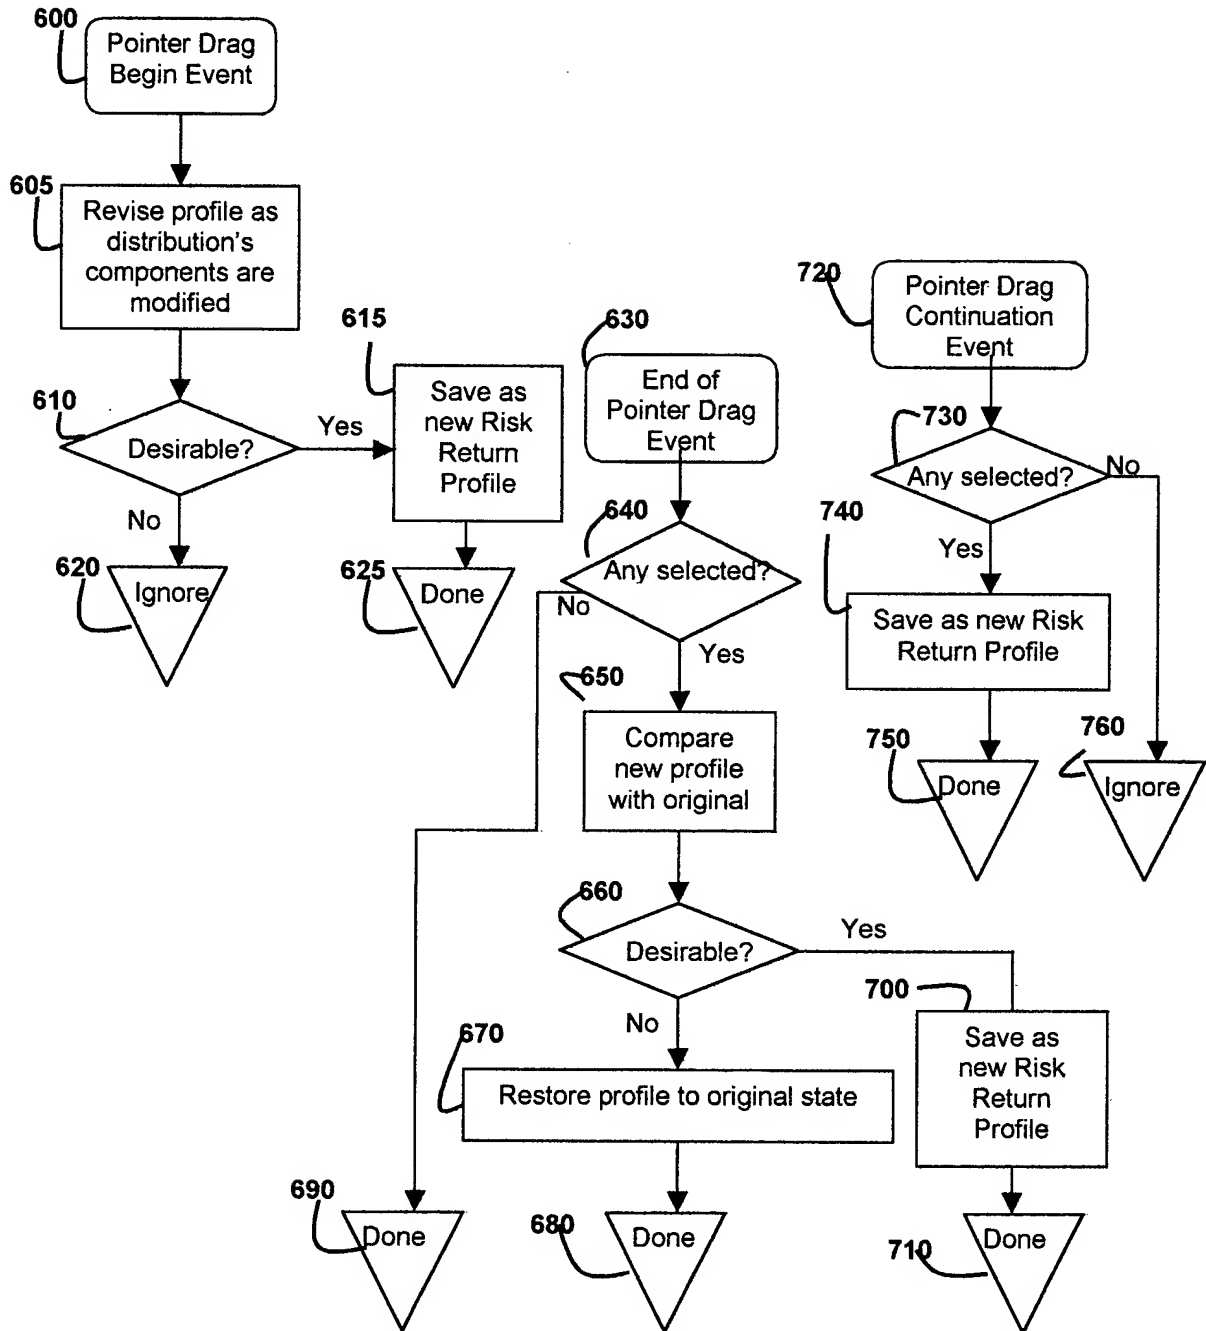 600
Pointer Drag
Begin Event
605
Revise profile as
distribution's
components are
modified
610
Desirable?
Yes
No
615
Save as
new Risk
Return
Profile
620
Ignore
625
Done
630
End of
Pointer Drag
Event
640
Any selected?
No
Yes
650
Compare
new profile
with original
660
Desirable?
Yes
No
670
Restore profile to original state
680
Done
690
Done
700
Save as
new Risk
Return
Profile
710
Done
720
Pointer Drag
Continuation
Event
730
Any selected?
No
Yes
740
Save as new Risk
Return Profile
750
Done
760
Ignore